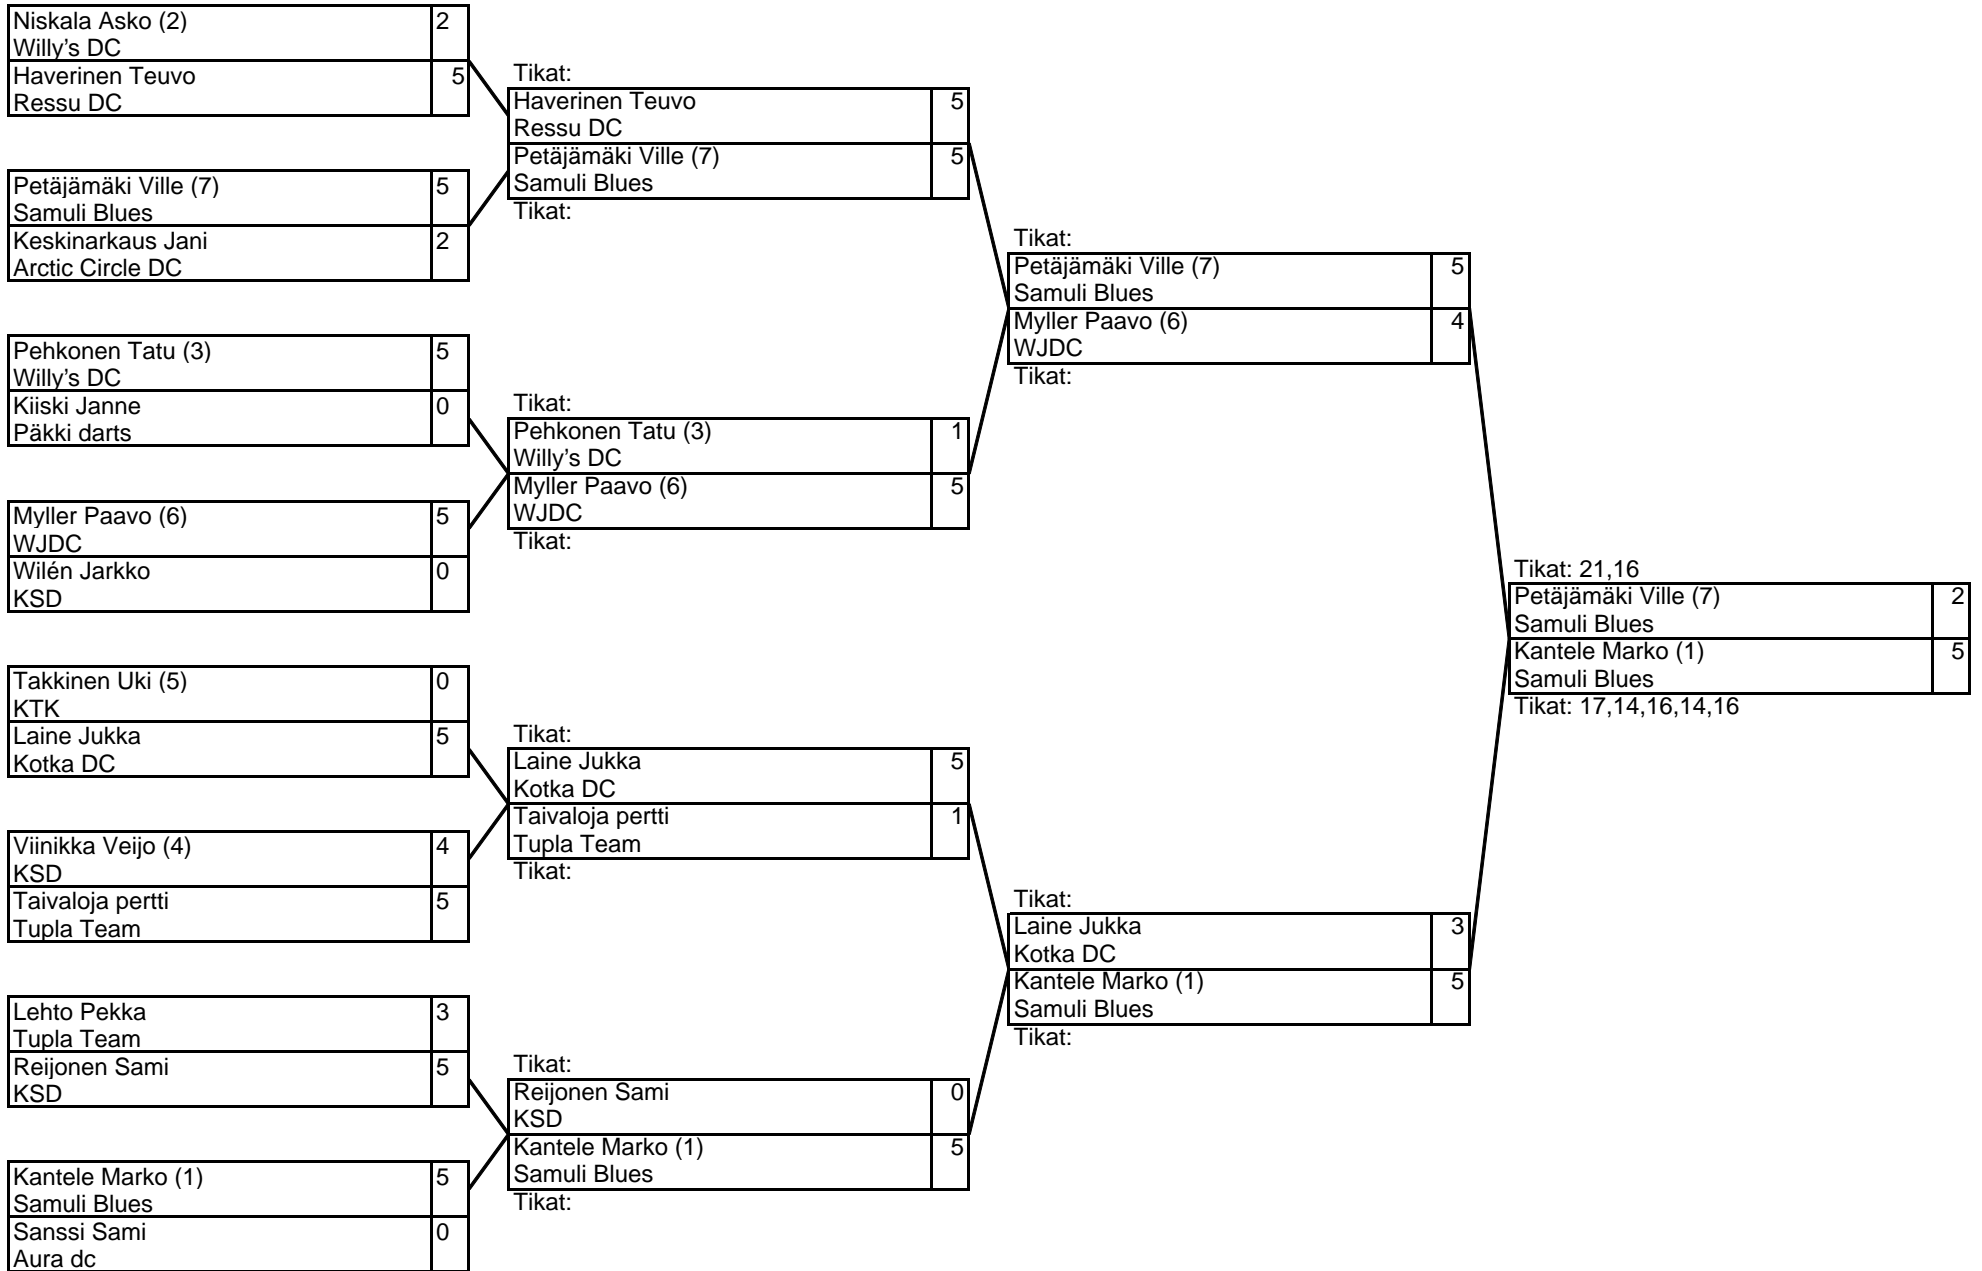 Niskala Asko (2) 2
Willy's DC
Haverinen Teuvo 5
Ressu DC
Petäjämäki Ville (7) 5
Samuli Blues
Keskinarkaus Jani 2
Arctic Circle DC
Pehkonen Tatu (3) 5
Willy's DC
Kiiski Janne 0
Päkki darts
Myller Paavo (6) 5
WJDC
Wilén Jarkko 0
KSD
Takkinen Uki (5) 0
KTK
Laine Jukka 5
Kotka DC
Viinikka Veijo (4) 4
KSD
Taivaloja pertti 5
Tupla Team
Lehto Pekka 3
Tupla Team
Reijonen Sami 5
KSD
Kantele Marko (1) 5
Samuli Blues
Sanssi Sami 0
Aura dc
Tikat:
Haverinen Teuvo 5
Ressu DC
Petäjämäki Ville (7) 5
Samuli Blues
Tikat:
Tikat:
Pehkonen Tatu (3) 1
Willy's DC
Myller Paavo (6) 5
WJDC
Tikat:
Tikat:
Laine Jukka 5
Kotka DC
Taivaloja pertti 1
Tupla Team
Tikat:
Tikat:
Reijonen Sami 0
KSD
Kantele Marko (1) 5
Samuli Blues
Tikat:
Tikat:
Petäjämäki Ville (7) 5
Samuli Blues
Myller Paavo (6) 4
WJDC
Tikat:
Tikat:
Laine Jukka 3
Kotka DC
Kantele Marko (1) 5
Samuli Blues
Tikat:
Tikat: 21,16
Petäjämäki Ville (7) 2
Samuli Blues
Kantele Marko (1) 5
Samuli Blues
Tikat: 17,14,16,14,16